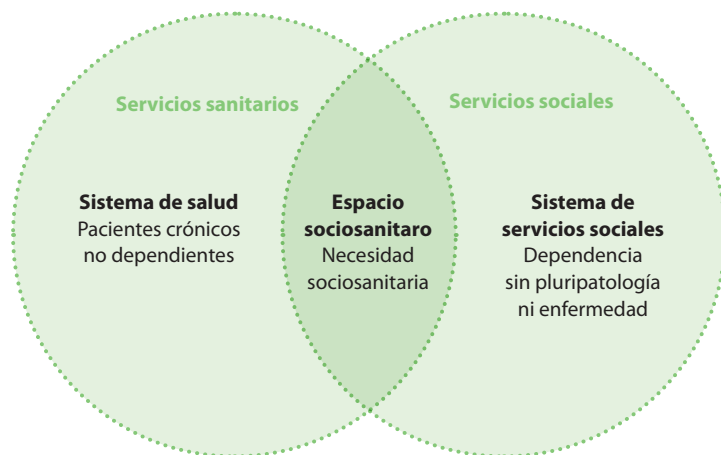 Servicios sanitarios
Servicios sociales
Sistema de salud
Pacientes crónicos
no dependientes
Espacio
sociosanitaro
Necesidad
sociosanitaria
Sistema de
servicios sociales
Dependencia
sin pluripatología
ni enfermedad